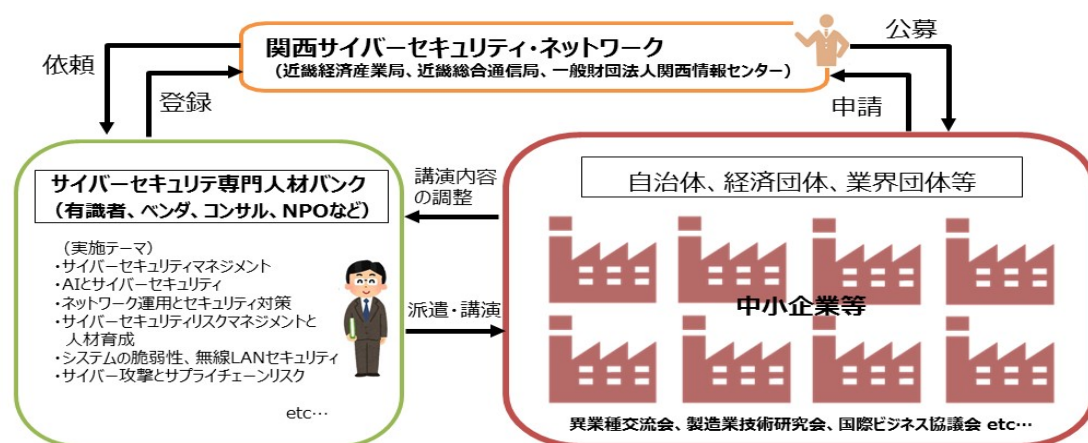 関西サイバーセキュリティ・ネットワーク
（近畿経済産業局、近畿総合通信局、一般財団法人関西情報センター）
公募
依頼
登録
申請
サイバーセキュリテ専門人材バンク
（有識者、ベンダ、コンサル、NPOなど）
（実施テーマ）
・サイバーセキュリティマネジメント
・AIとサイバーセキュリティ
・ネットワーク運用とセキュリティ対策
・サイバーセキュリティリスクマネジメントと
人材育成
・システムの脆弱性、無線LANセキュリティ
・サイバー攻撃とサプライチェーンリスク
etc…
講演内容
の調整
派遣・講演
自治体、経済団体、業界団体等
中小企業等
異業種交流会、製造業技術研究会、国際ビジネス協議会 etc…